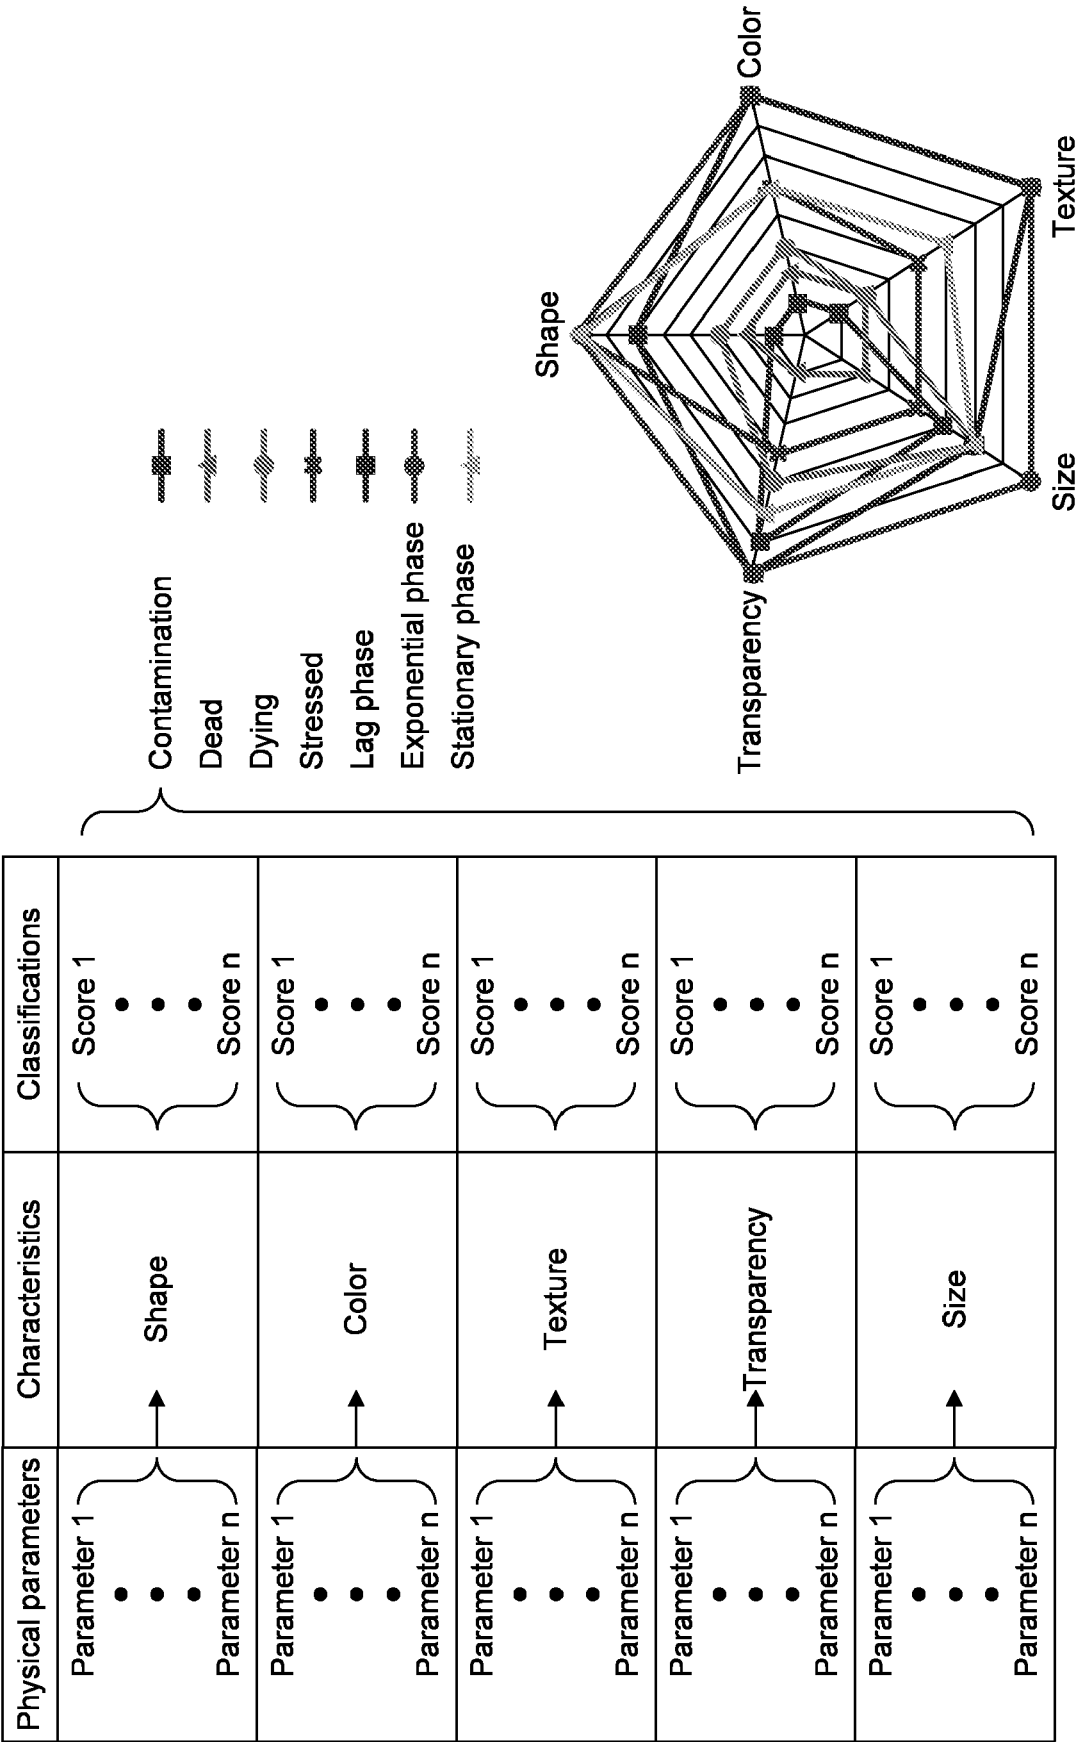 Physical parameters
Characteristics
Classifications
Parameter 1
Parameter n
Shape
Score 1
Score n
Parameter 1
Parameter n
Color
Score 1
Score n
Parameter 1
Parameter n
Texture
Score 1
Score n
Parameter 1
Parameter n
Transparency
Score 1
Score n
Parameter 1
Parameter n
Size
Score 1
Score n
Contamination
Dead
Dying
Stressed
Lag phase
Exponential phase
Stationary phase
Shape
Color
Texture
Size
Transparency